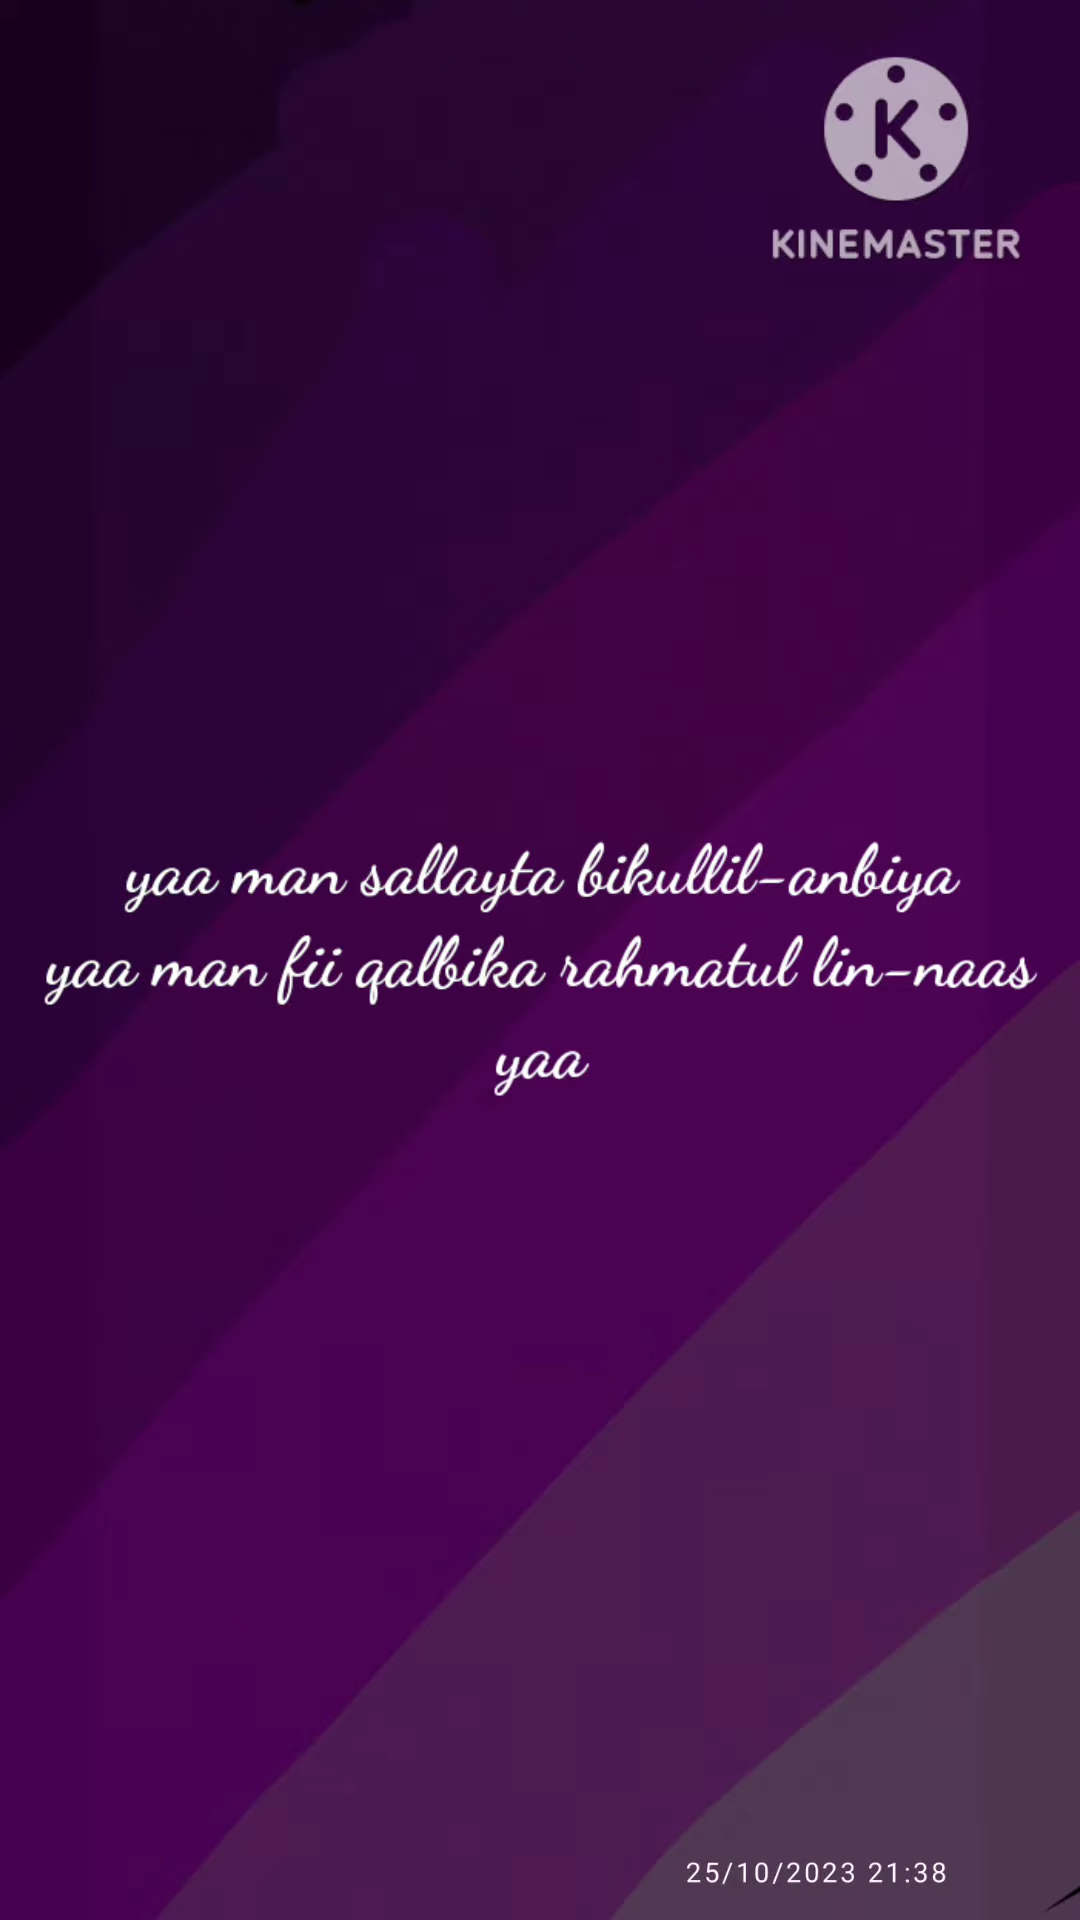 K
KINEMASTER
yaa man sallayta bikullil-anbiya
yaa man fii qalbika rahmatul lin-naas
yaa
25/10/2023 21:38